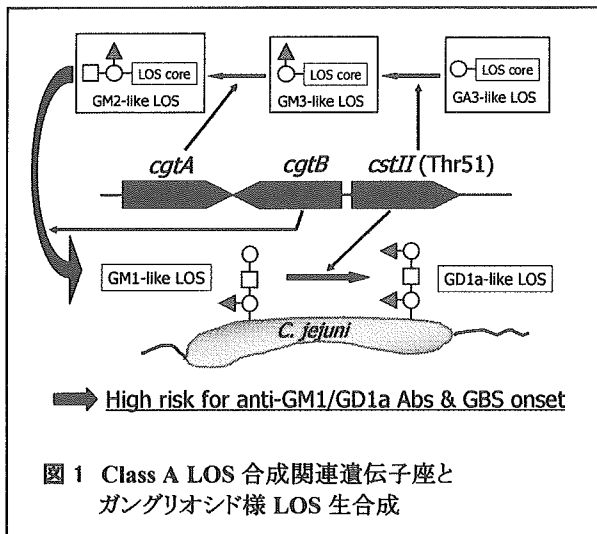 LOS core
LOS core
LOS core
GM2-like LOS
GM3-like LOS
GA3-like LOS
cgtA
cgtB
cstII (Thr51)
GM1-like LOS
GD1a-like LOS
C. jejuni
High risk for anti-GM1/GD1a Abs & GBS onset
図 1 Class A LOS 合成関連遺伝子座と
ガングリオシド様 LOS 生合成